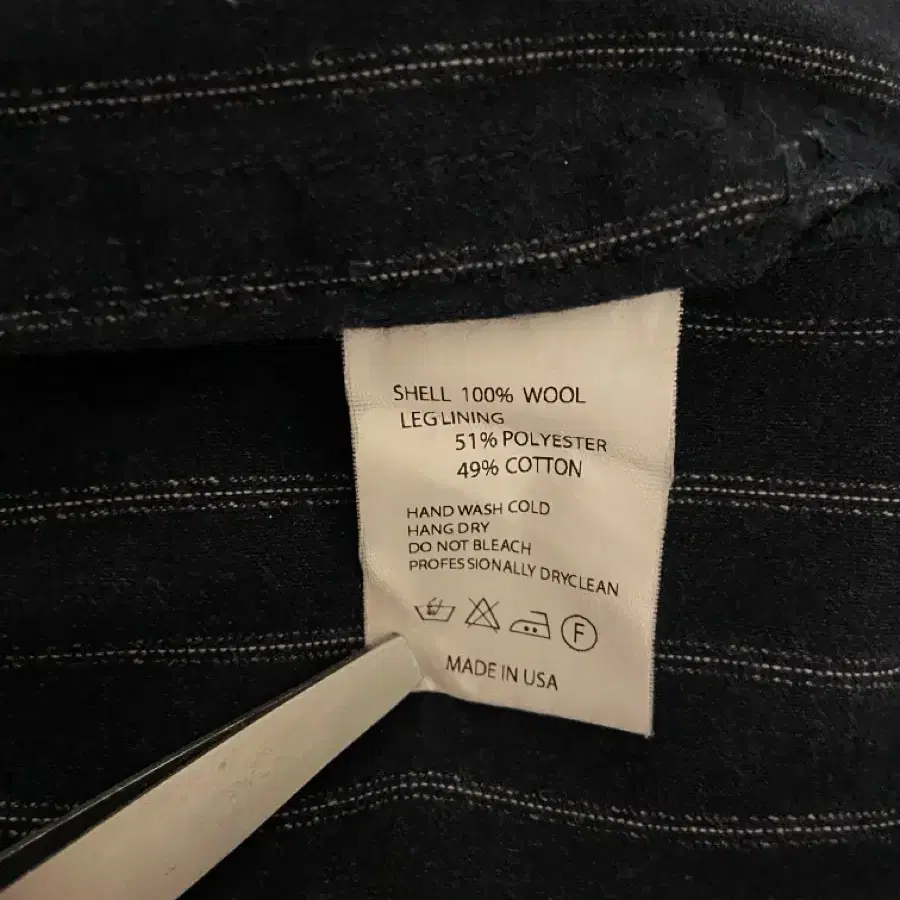 SHELL 100% WOOL
LEG LINING
51% POLYESTER
49% COTTON
HAND WASH COLD
HANG DRY
DO NOT BLEACH
PROFESSIONALLY DRYCLEAN
F
MADE IN USA